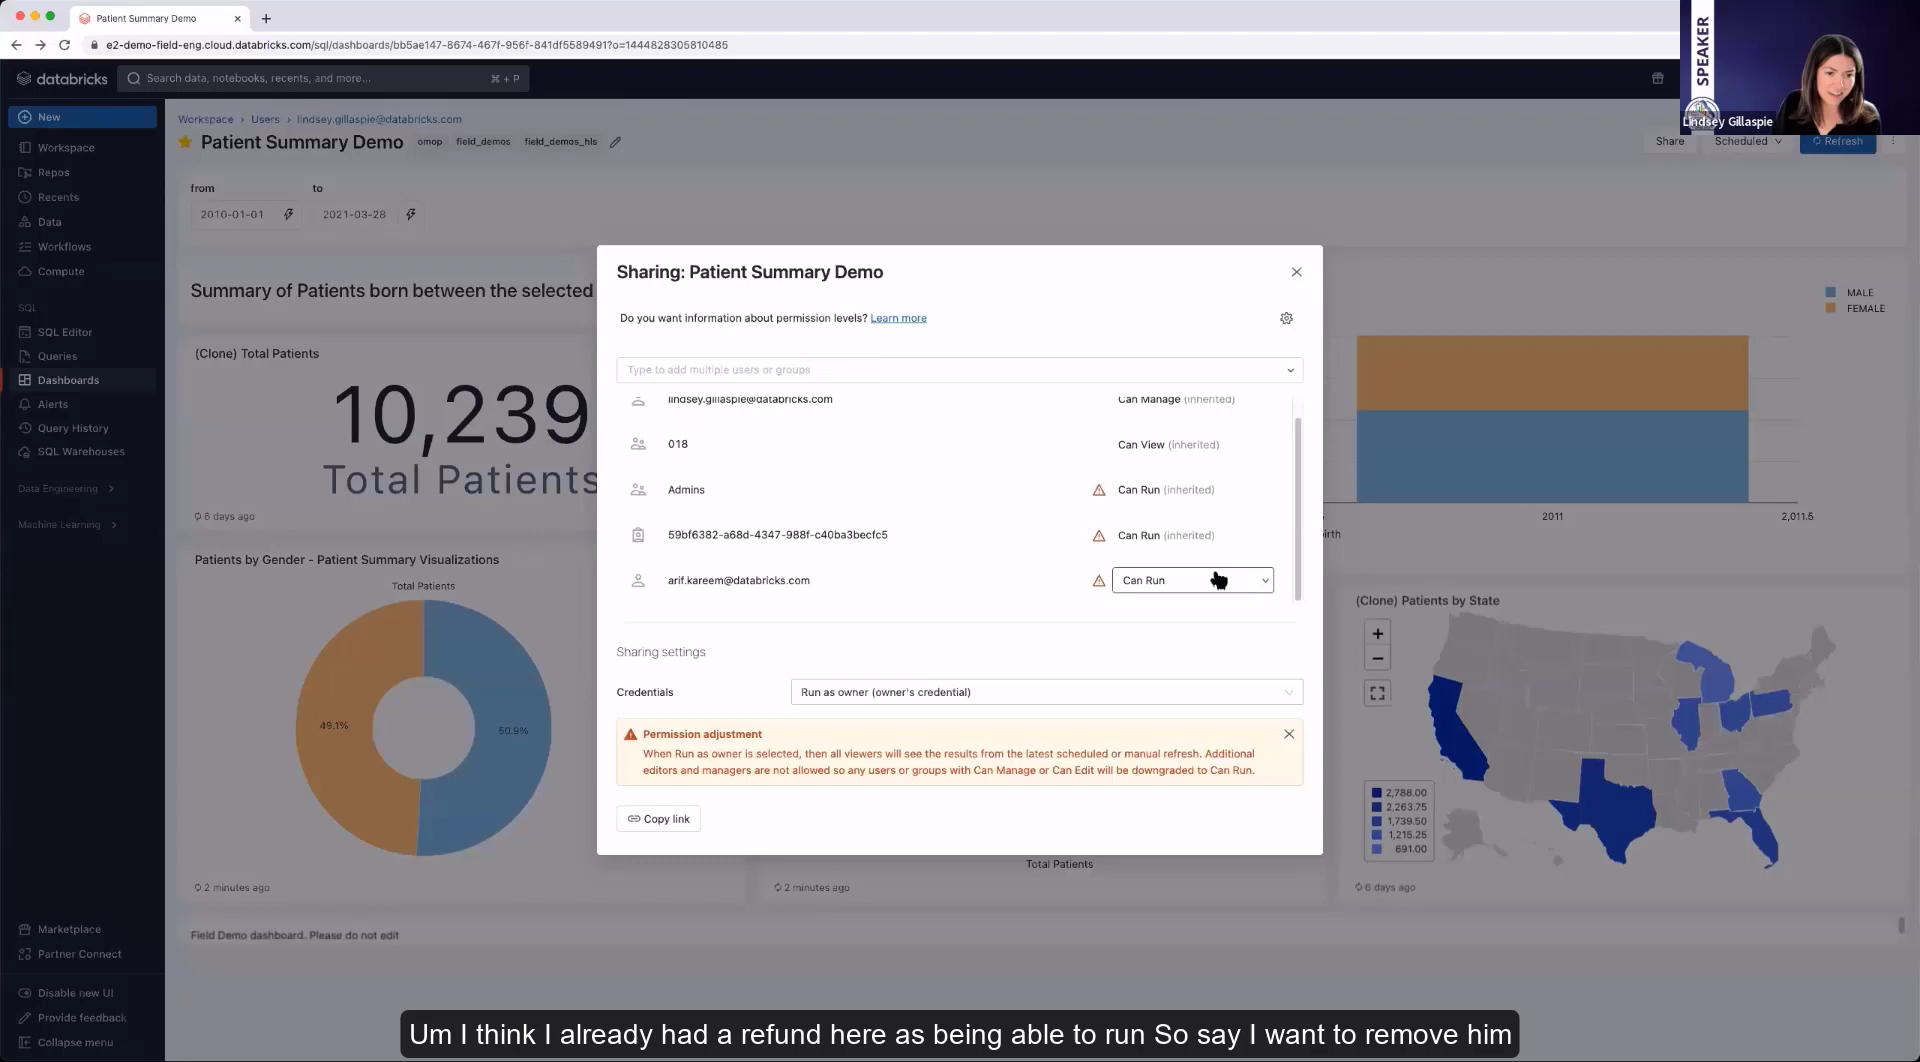 Patient Summary Demo
e2-demo-field-eng.cloud.databricks.com/sql/dashboards/bb5ae147-8674-467f-956f-841df5589491?o=1444828305810485
SPEAKER
Lindsey Gillaspie
databricks
Search data, notebooks, recents, and more...
⌘ + P
New
Workspace
Repos
Recents
Data
Workflows
Compute
SQL
SQL Editor
Queries
Dashboards
Alerts
Query History
SQL Warehouses
Data Engineering
Machine Learning
Marketplace
Partner Connect
Disable new UI
Provide feedback
Collapse menu
Workspace > Users > lindsey.gillaspie@databricks.com
Patient Summary Demo omop field_demos field_demos_hls
Share Scheduled Refresh
from to
2010-01-01 2021-03-28
Summary of Patients born between the selected
(Clone) Total Patients
10,239
Total Patients
6 days ago
Patients by Gender - Patient Summary Visualizations
Total Patients
49.1%
50.9%
2 minutes ago
Sharing: Patient Summary Demo
Do you want information about permission levels? Learn more
Type to add multiple users or groups
lindsey.gillaspie@databricks.com Can Manage (inherited)
018 Can View (inherited)
Admins Can Run (inherited)
59bf6382-a68d-4347-988f-c40ba3becfc5 Can Run (inherited)
arif.kareem@databricks.com Can Run
Sharing settings
Credentials Run as owner (owner's credential)
Permission adjustment
When Run as owner is selected, then all viewers will see the results from the latest scheduled or manual refresh. Additional
editors and managers are not allowed so any users or groups with Can Manage or Can Edit will be downgraded to Can Run.
Copy link
Total Patients
2 minutes ago
MALE
FEMALE
2011 2,011.5
irth
(Clone) Patients by State
+
−
2,788.00
2,263.75
1,739.50
1,215.25
691.00
6 days ago
Field Demo dashboard. Please do not edit
Um I think I already had a refund here as being able to run So say I want to remove him